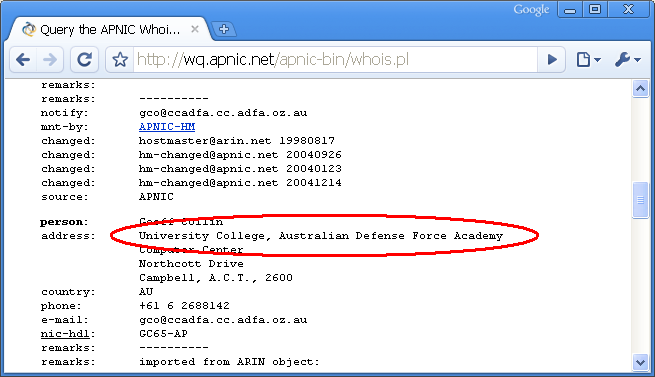 Google
Query the APNIC Whoi...
http://wq.apnic.net/apnic-bin/whois.pl
remarks:
remarks: ----------
notify: gco@ccadfa.cc.adfa.oz.au
mnt-by: APNIC-HM
changed: hostmaster@arin.net 19980817
changed: hm-changed@apnic.net 20040926
changed: hm-changed@apnic.net 20040123
changed: hm-changed@apnic.net 20041214
source: APNIC
person: Geoff Collin
address: University College, Australian Defense Force Academy
Computer Center
Northcott Drive
Campbell, A.C.T., 2600
country: AU
phone: +61 6 2688142
e-mail: gco@ccadfa.cc.adfa.oz.au
nic-hdl: GC65-AP
remarks: ----------
remarks: imported from ARIN object: